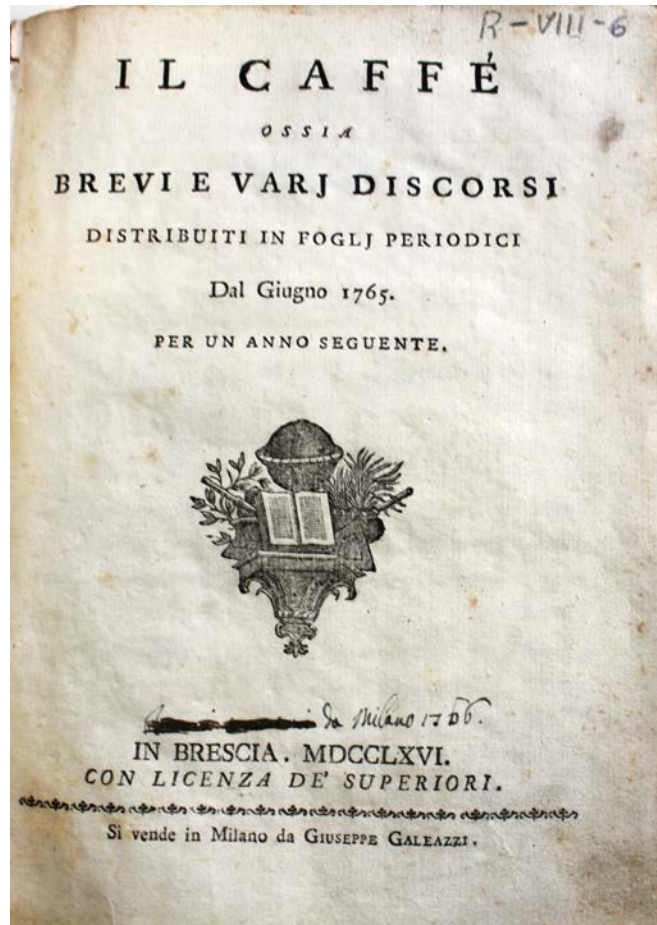 R-VIII-6
IL CAFFÉ
OSSIA
BREVI E VARJ DISCORSI
DISTRIBUITI IN FOGLJ PERIODICI
Dal Giugno 1765.
PER UN ANNO SEGUENTE.
da Milano 1766.
IN BRESCIA. MDCCLXVI.
CON LICENZA DE' SUPERIORI.
Si vende in Milano da GIUSEPPE GALEAZZI.